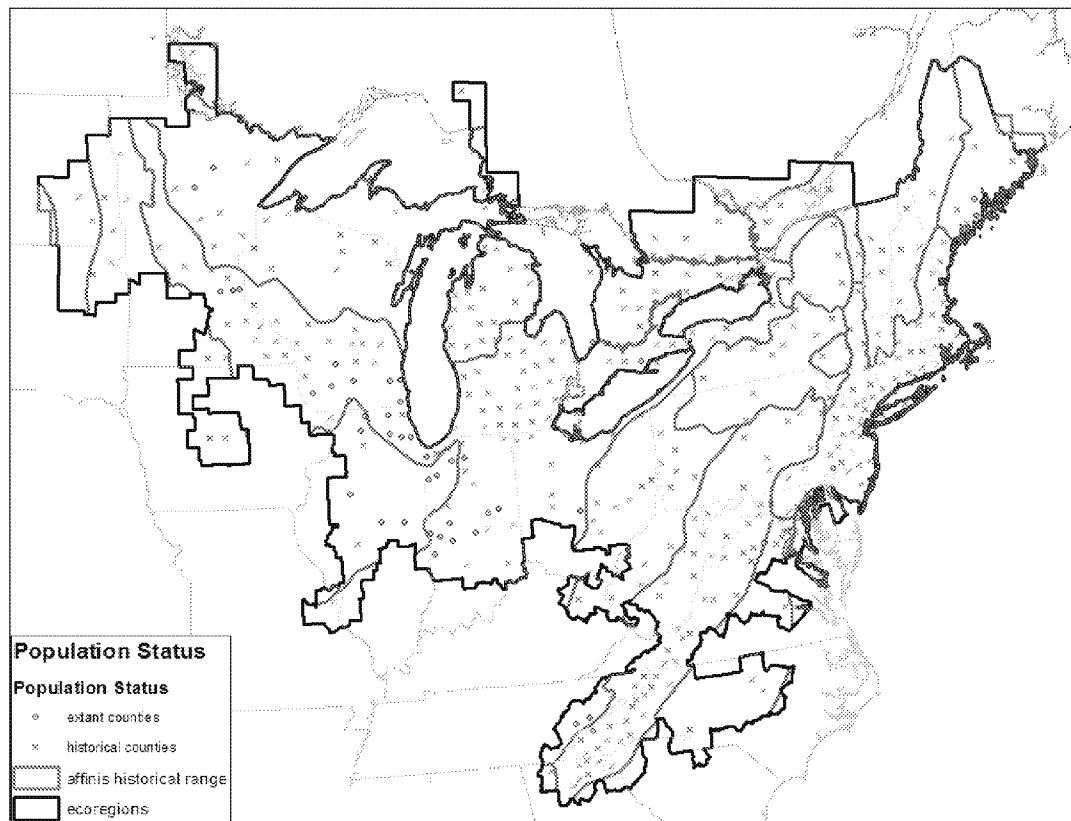 Population Status
Population Status
extant counties
historical counties
affinis historical range
ecoregions